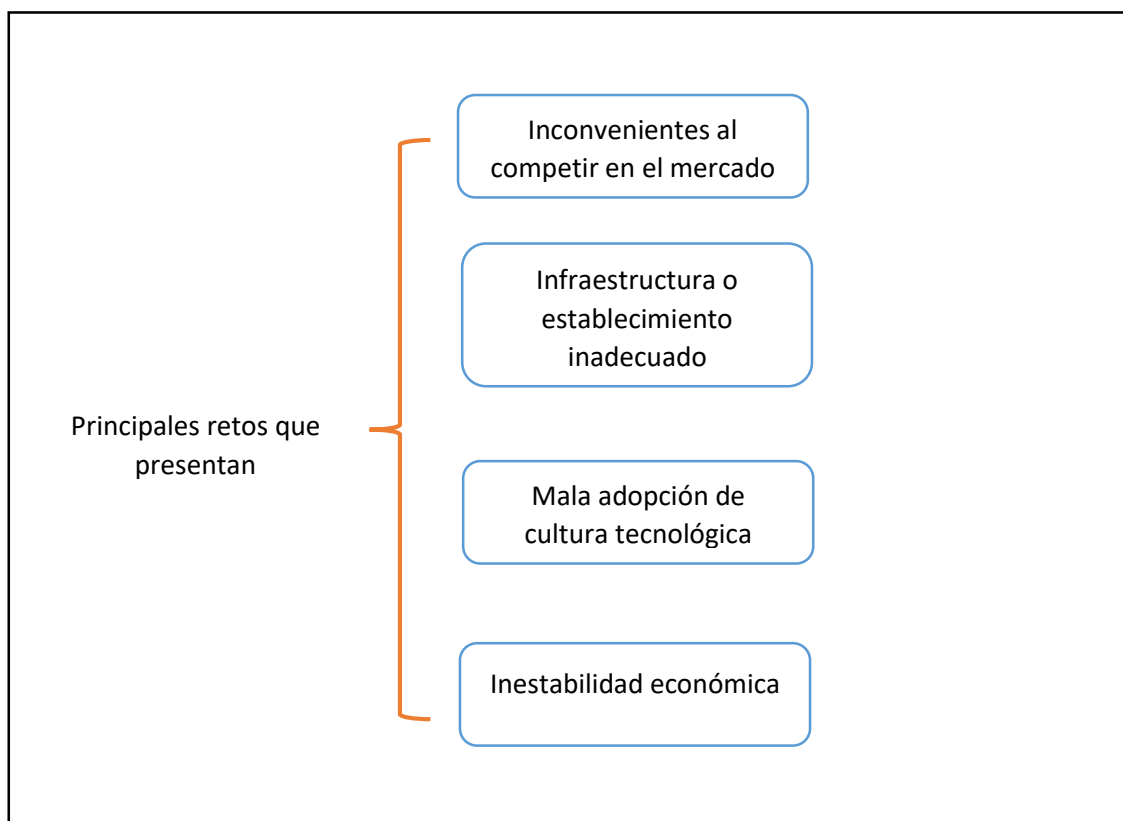 Inconvenientes al
competir en el mercado
Infraestructura o
establecimiento
inadecuado
Principales retos que
presentan
Mala adopción de
cultura tecnológica
Inestabilidad económica